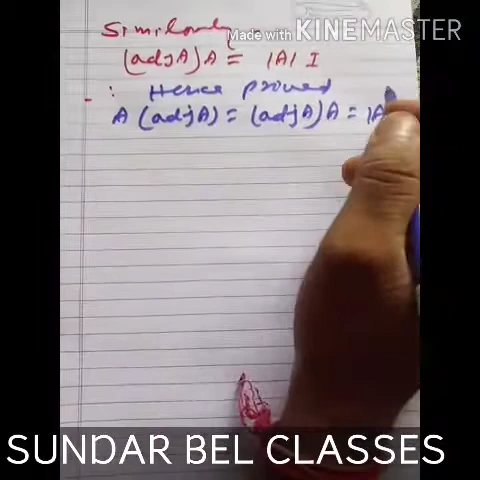 Similarly
Made with KINEMASTER
(adjA)A = |A| I
∴ Hence proved
A (adjA) = (adjA)A = |A
SUNDAR BEL CLASSES